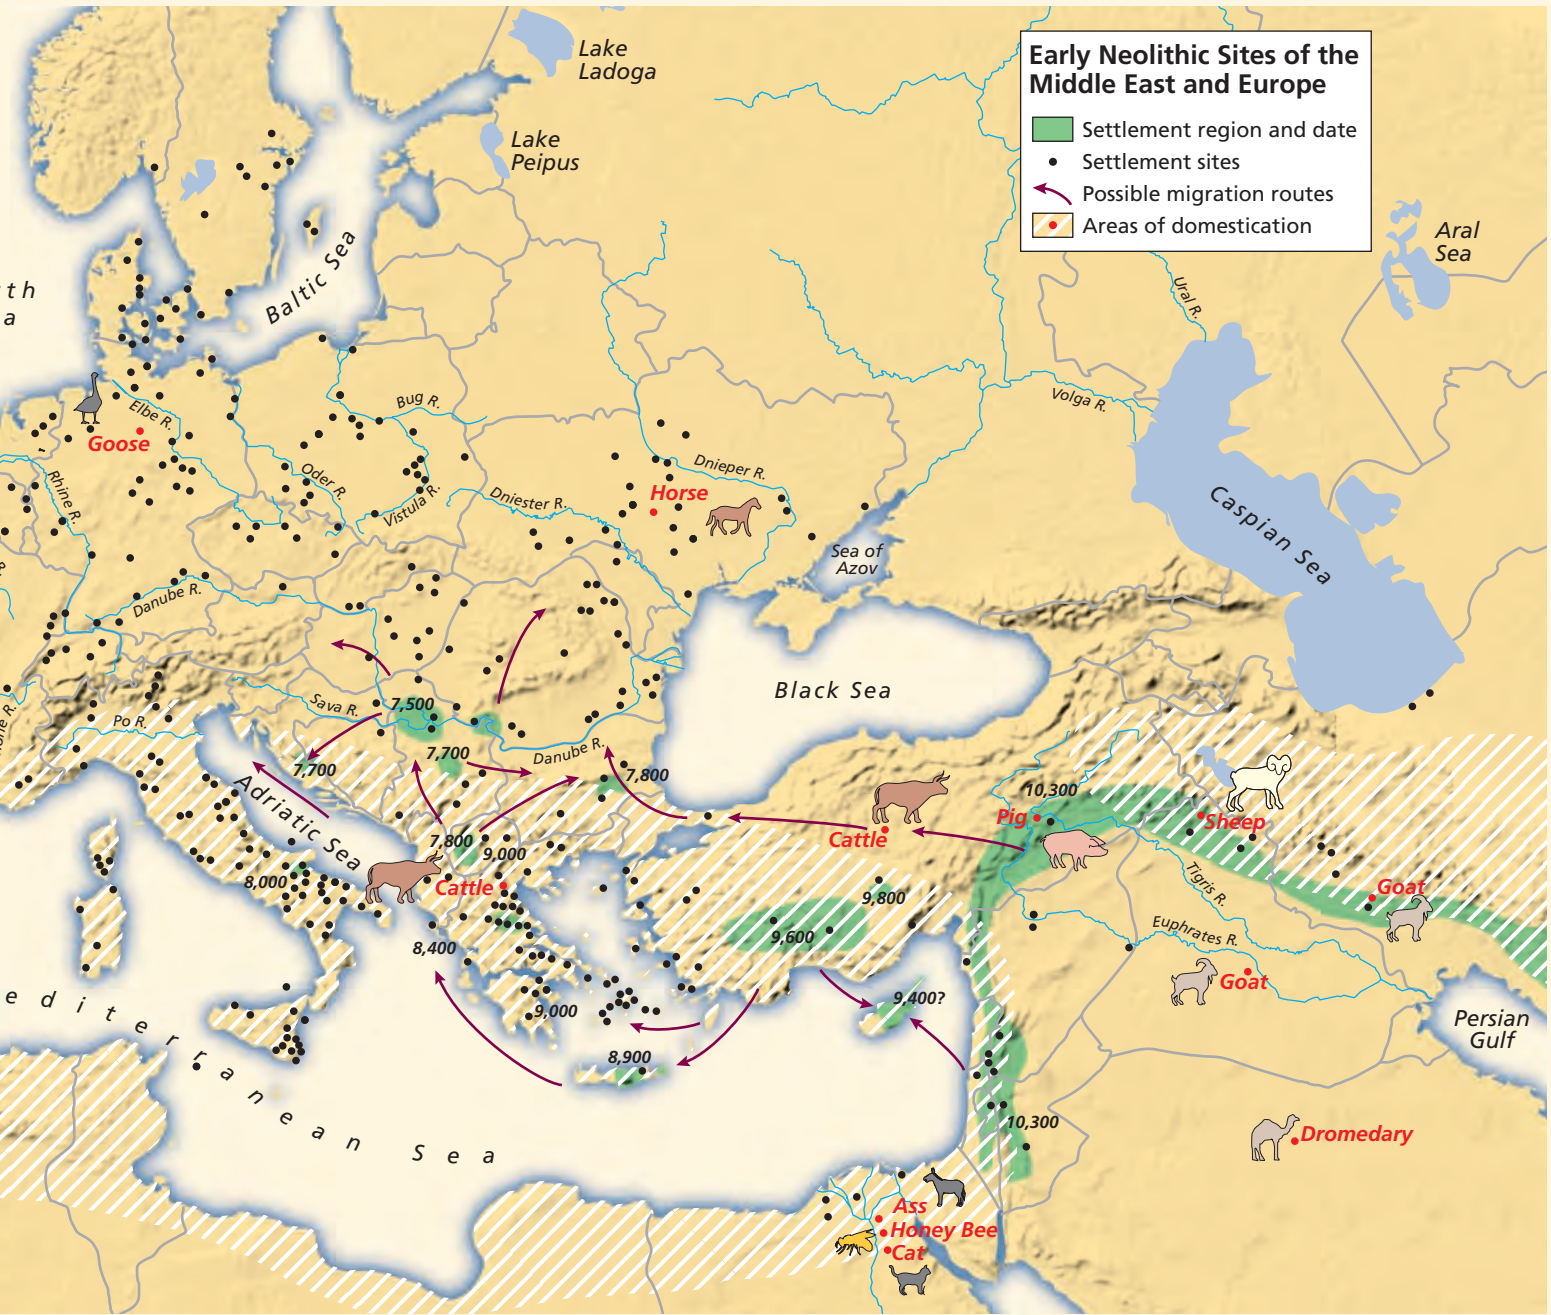 Early Neolithic Sites of the
Middle East and Europe
Settlement region and date
Settlement sites
Possible migration routes
Areas of domestication
Lake
Ladoga
Lake
Peipus
Baltic Sea
th
a
Aral
Sea
Ural R.
Volga R.
Caspian Sea
Elbe R.
Goose
Bug R.
Rhine R.
Oder R.
Vistula R.
Dniester R.
Dnieper R.
Horse
Sea of
Azov
R.
Danube R.
Black Sea
Sava R.
7,500
Po R.
ne R.
7,700
7,700
Danube R.
7,800
Adriatic Sea
10,300
Pig
Sheep
Cattle
7,800
9,000
8,000
Cattle
9,800
Tigris R.
Goat
8,400
9,600
Euphrates R.
Goat
9,400?
9,000
8,900
Persian
Gulf
editerranean Sea
10,300
Dromedary
Ass
Honey Bee
Cat